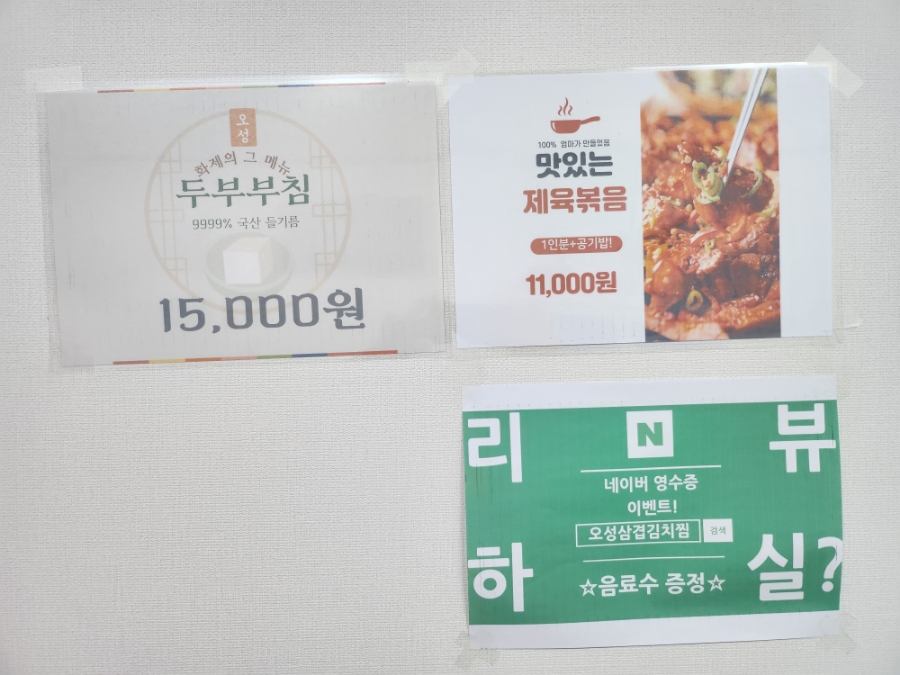 오
성
화제의 그 메뉴
두부부침
9999% 국산 들기름
15,000원
100% 엄마가 만들었음
맛있는
제육볶음
1인분+공기밥!
11,000원
리뷰
N
네이버 영수증
이벤트!
오성삼겹김치찜 검색
하실?
☆음료수 증정☆